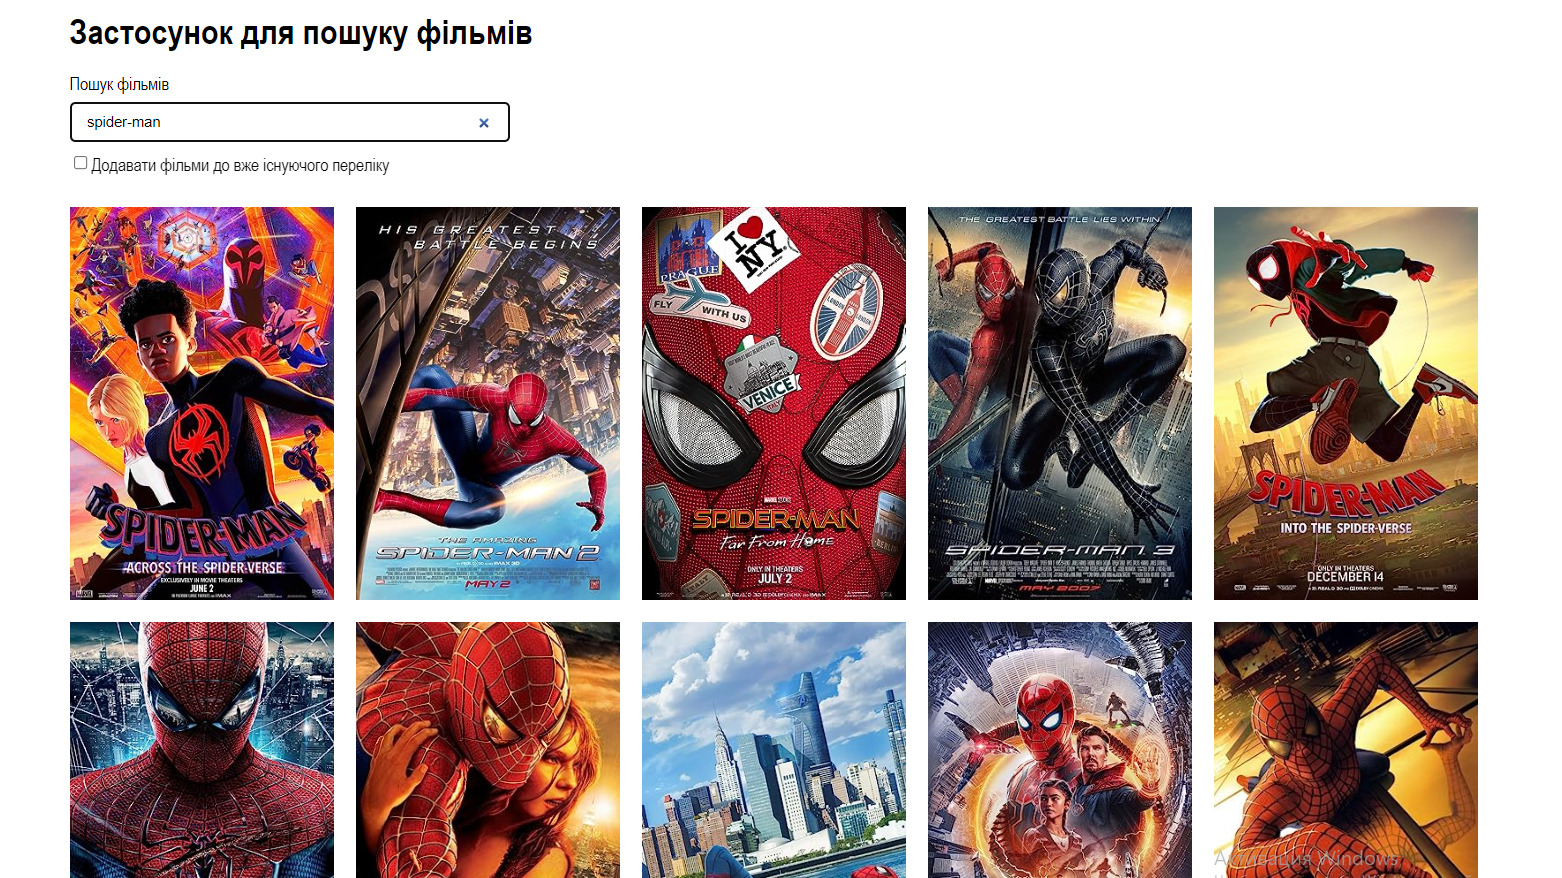 Застосунок для пошуку фільмів
Пошук фільмів
spider-man
Додавати фільми до вже існуючого переліку
SPIDER-MAN
ACROSS THE SPIDER-VERSE
EXCLUSIVELY IN MOVIE THEATERS
JUNE 2
HIS GREATEST
BATTLE BEGINS
THE AMAZING
SPIDER-MAN 2
MAY 2
I NY
PRAGUE
FLY
WITH US
LONDON
VENICE
MARVEL STUDIOS
SPIDER-MAN
Far From Home
BERLIN
ONLY IN THEATERS
JULY 2
THE GREATEST BATTLE LIES WITHIN.
SPIDER-MAN 3
MAY 2007
SPIDER-MAN
INTO THE SPIDER-VERSE
ONLY IN THEATERS
DECEMBER 14
Активация Windows